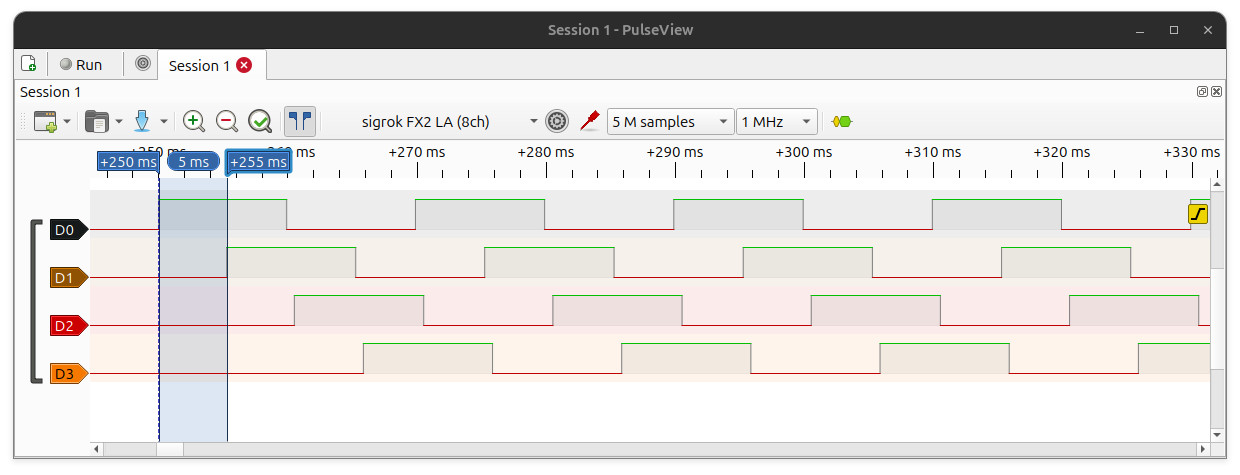 Session 1 - PulseView
Run
Session 1
Session 1
sigrok FX2 LA (8ch)
5 M samples
1 MHz
+250 ms
5 ms
+255 ms
+270 ms
+280 ms
+290 ms
+300 ms
+310 ms
+320 ms
+330 ms
D0
D1
D2
D3